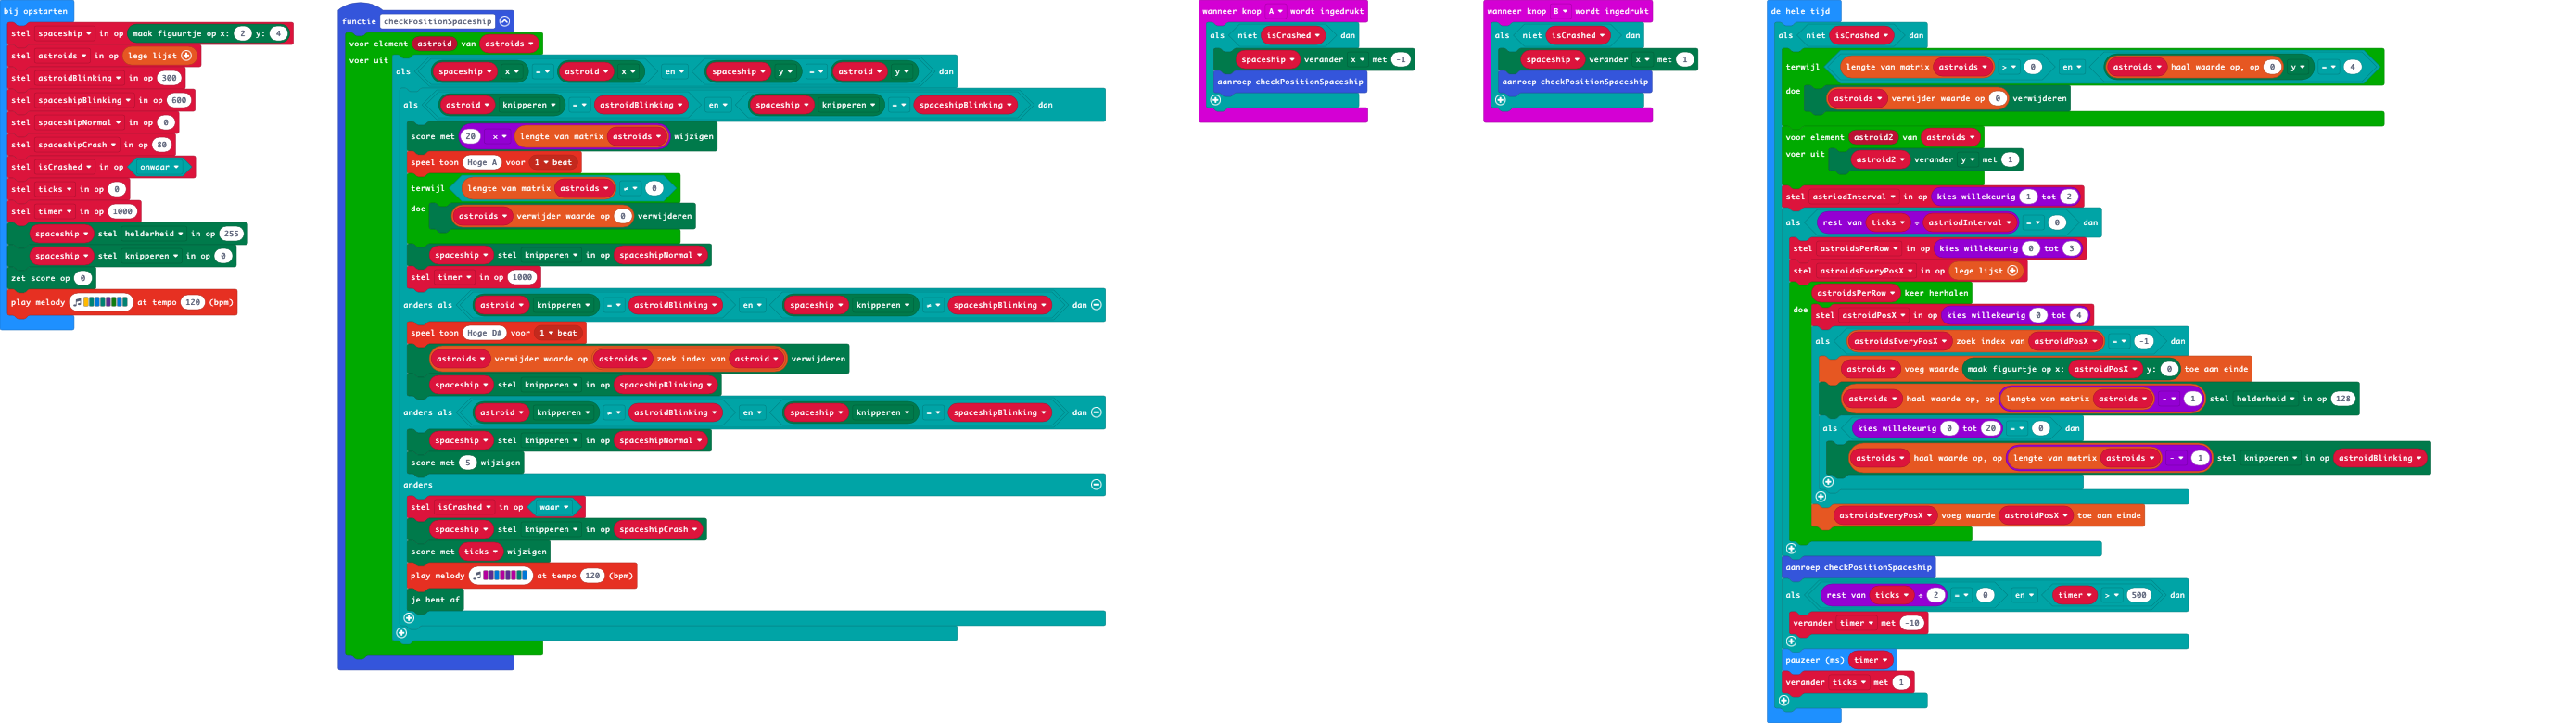 bij opstarten
stel spaceship in op maak figuurtje op x: 2 y: 4
stel astroids in op lege lijst
stel astroidBlinking in op 300
stel spaceshipBlinking in op 600
stel spaceshipNormal in op 0
stel spaceshipCrash in op 80
stel isCrashed in op onwaar
stel ticks in op 0
stel timer in op 1000
spaceship stel helderheid in op 255
spaceship stel knipperen in op 0
zet score op 0
play melody at tempo 120 (bpm)
functie checkPositionSpaceship
voor element astroid van astroids
voer uit
als spaceship x = astroid x en spaceship y = astroid y dan
als astroid knipperen = astroidBlinking en spaceship knipperen = spaceshipBlinking dan
score met 20 × lengte van matrix astroids wijzigen
speel toon Hoge A voor 1 beat
terwijl lengte van matrix astroids ≠ 0
doe astroids verwijder waarde op 0 verwijderen
spaceship stel knipperen in op spaceshipNormal
stel timer in op 1000
anders als astroid knipperen = astroidBlinking en spaceship knipperen ≠ spaceshipBlinking dan
speel toon Hoge D# voor 1 beat
astroids verwijder waarde op astroids zoek index van astroid verwijderen
spaceship stel knipperen in op spaceshipBlinking
anders als astroid knipperen ≠ astroidBlinking en spaceship knipperen = spaceshipBlinking dan
spaceship stel knipperen in op spaceshipNormal
score met 5 wijzigen
anders
stel isCrashed in op waar
spaceship stel knipperen in op spaceshipCrash
score met ticks wijzigen
play melody at tempo 120 (bpm)
je bent af
wanneer knop A wordt ingedrukt
als niet isCrashed dan
spaceship verander x met -1
aanroep checkPositionSpaceship
wanneer knop B wordt ingedrukt
als niet isCrashed dan
spaceship verander x met 1
aanroep checkPositionSpaceship
de hele tijd
als niet isCrashed dan
terwijl lengte van matrix astroids > 0 en astroids haal waarde op, op 0 y = 4
doe astroids verwijder waarde op 0 verwijderen
voor element astroid2 van astroids
voer uit astroid2 verander y met 1
stel astriodInterval in op kies willekeurig 1 tot 2
als rest van ticks ÷ astriodInterval = 0 dan
stel astroidsPerRow in op kies willekeurig 0 tot 3
stel astroidsEveryPosX in op lege lijst
astroidsPerRow keer herhalen
doe stel astroidPosX in op kies willekeurig 0 tot 4
als astroidsEveryPosX zoek index van astroidPosX = -1 dan
astroids voeg waarde maak figuurtje op x: astroidPosX y: 0 toe aan einde
astroids haal waarde op, op lengte van matrix astroids - 1 stel helderheid in op 128
als kies willekeurig 0 tot 20 = 0 dan
astroids haal waarde op, op lengte van matrix astroids - 1 stel knipperen in op astroidBlinking
astroidsEveryPosX voeg waarde astroidPosX toe aan einde
aanroep checkPositionSpaceship
als rest van ticks ÷ 2 = 0 en timer > 500 dan
verander timer met -10
pauzeer (ms) timer
verander ticks met 1